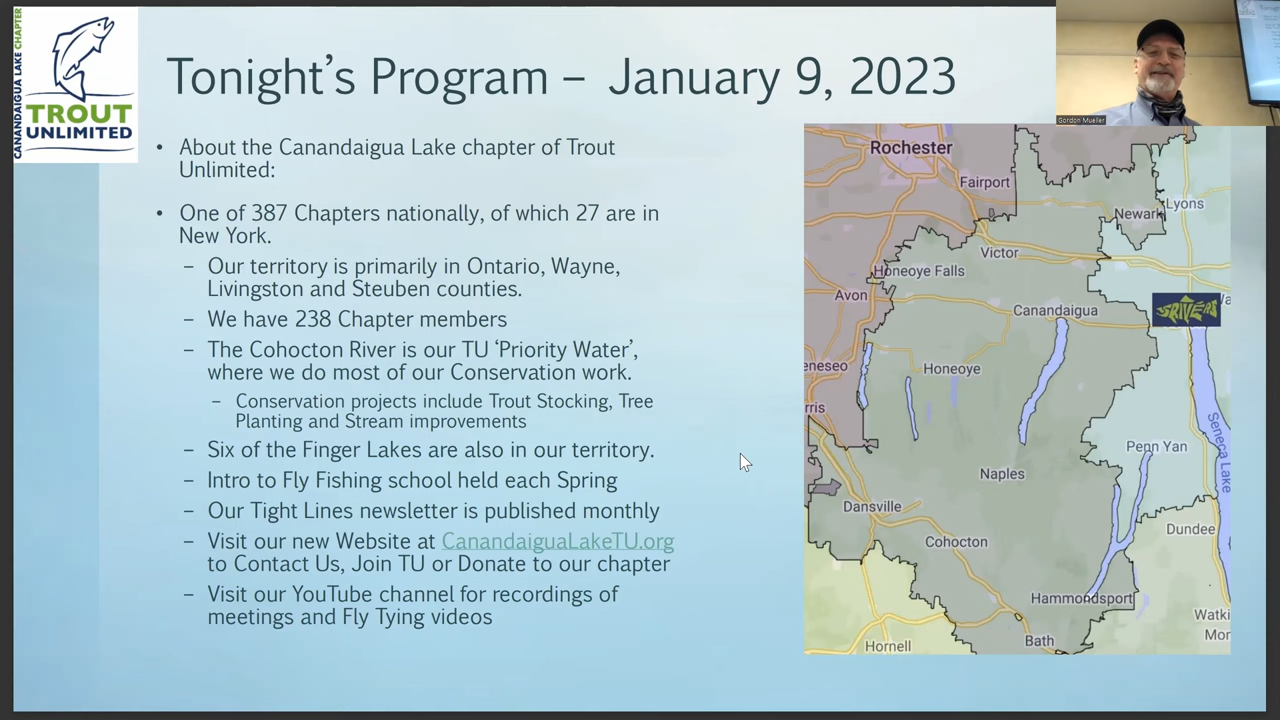 CANANDAIGUA LAKE CHAPTER
TROUT
UNLIMITED
Tonight's Program – January 9, 2023
Gordon Mueller
• About the Canandaigua Lake chapter of Trout
Unlimited:
• One of 387 Chapters nationally, of which 27 are in
New York.
– Our territory is primarily in Ontario, Wayne,
Livingston and Steuben counties.
– We have 238 Chapter members
– The Cohocton River is our TU ‘Priority Water’,
where we do most of our Conservation work.
– Conservation projects include Trout Stocking, Tree
Planting and Stream improvements
– Six of the Finger Lakes are also in our territory.
– Intro to Fly Fishing school held each Spring
– Our Tight Lines newsletter is published monthly
– Visit our new Website at CanandaiguaLakeTU.org
to Contact Us, Join TU or Donate to our chapter
– Visit our YouTube channel for recordings of
meetings and Fly Tying videos
Rochester
Fairport
Newark
Lyons
Victor
Honeoye Falls
Avon
Canandaigua
5RIVERS
Wa
eneseo
Honeoye
rris
Seneca Lake
Penn Yan
Naples
Dansville
Dundee
Cohocton
Hammondsport
Watki
Mor
Bath
Hornell